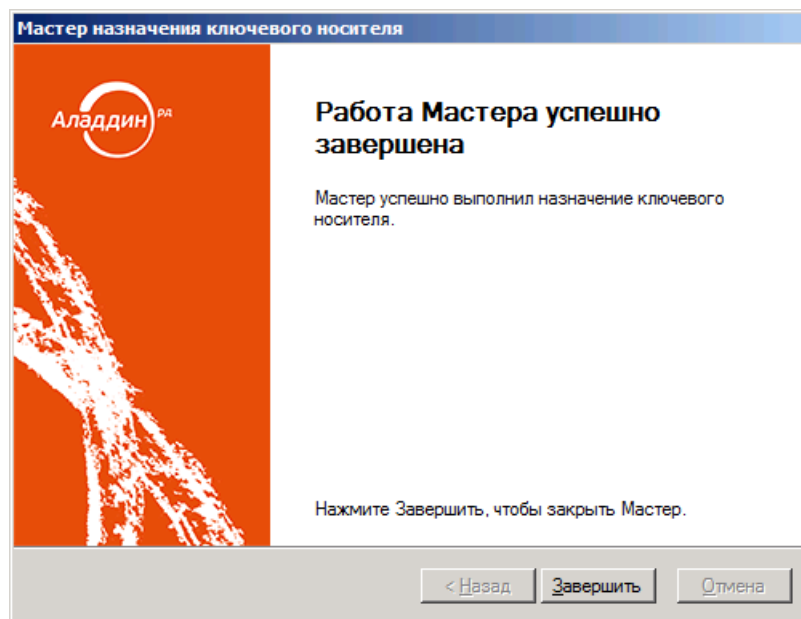 Мастер назначения ключевого носителя
Аладдин РД
Работа Мастера успешно
завершена
Мастер успешно выполнил назначение ключевого
носителя.
Нажмите Завершить, чтобы закрыть Мастер.
< Назад Завершить Отмена